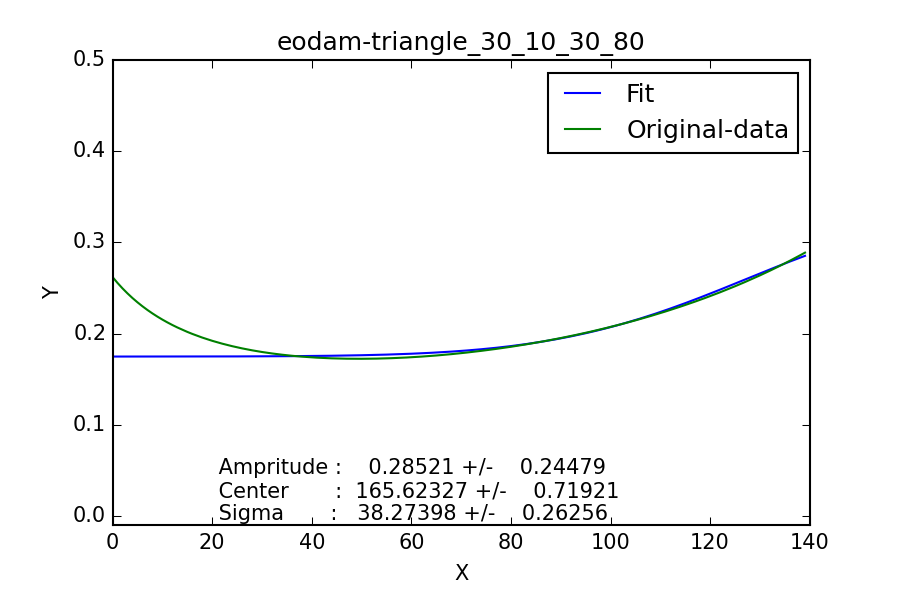 eodam-triangle_30_10_30_80
Fit
Original-data
0.5
0.4
0.3
0.2
0.1
0.0
Y
Ampritude : 0.28521 +/- 0.24479
Center : 165.62327 +/- 0.71921
Sigma : 38.27398 +/- 0.26256
0 20 40 60 80 100 120 140
X